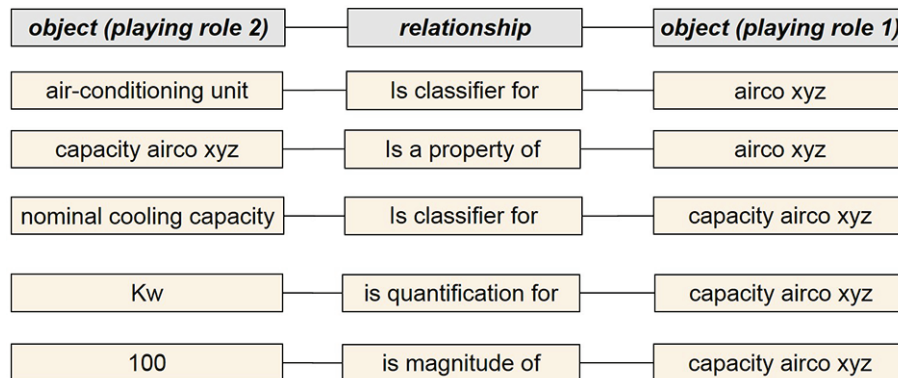 object (playing role 2) relationship object (playing role 1)
air-conditioning unit Is classifier for airco xyz
capacity airco xyz Is a property of airco xyz
nominal cooling capacity Is classifier for capacity airco xyz
Kw is quantification for capacity airco xyz
100 is magnitude of capacity airco xyz